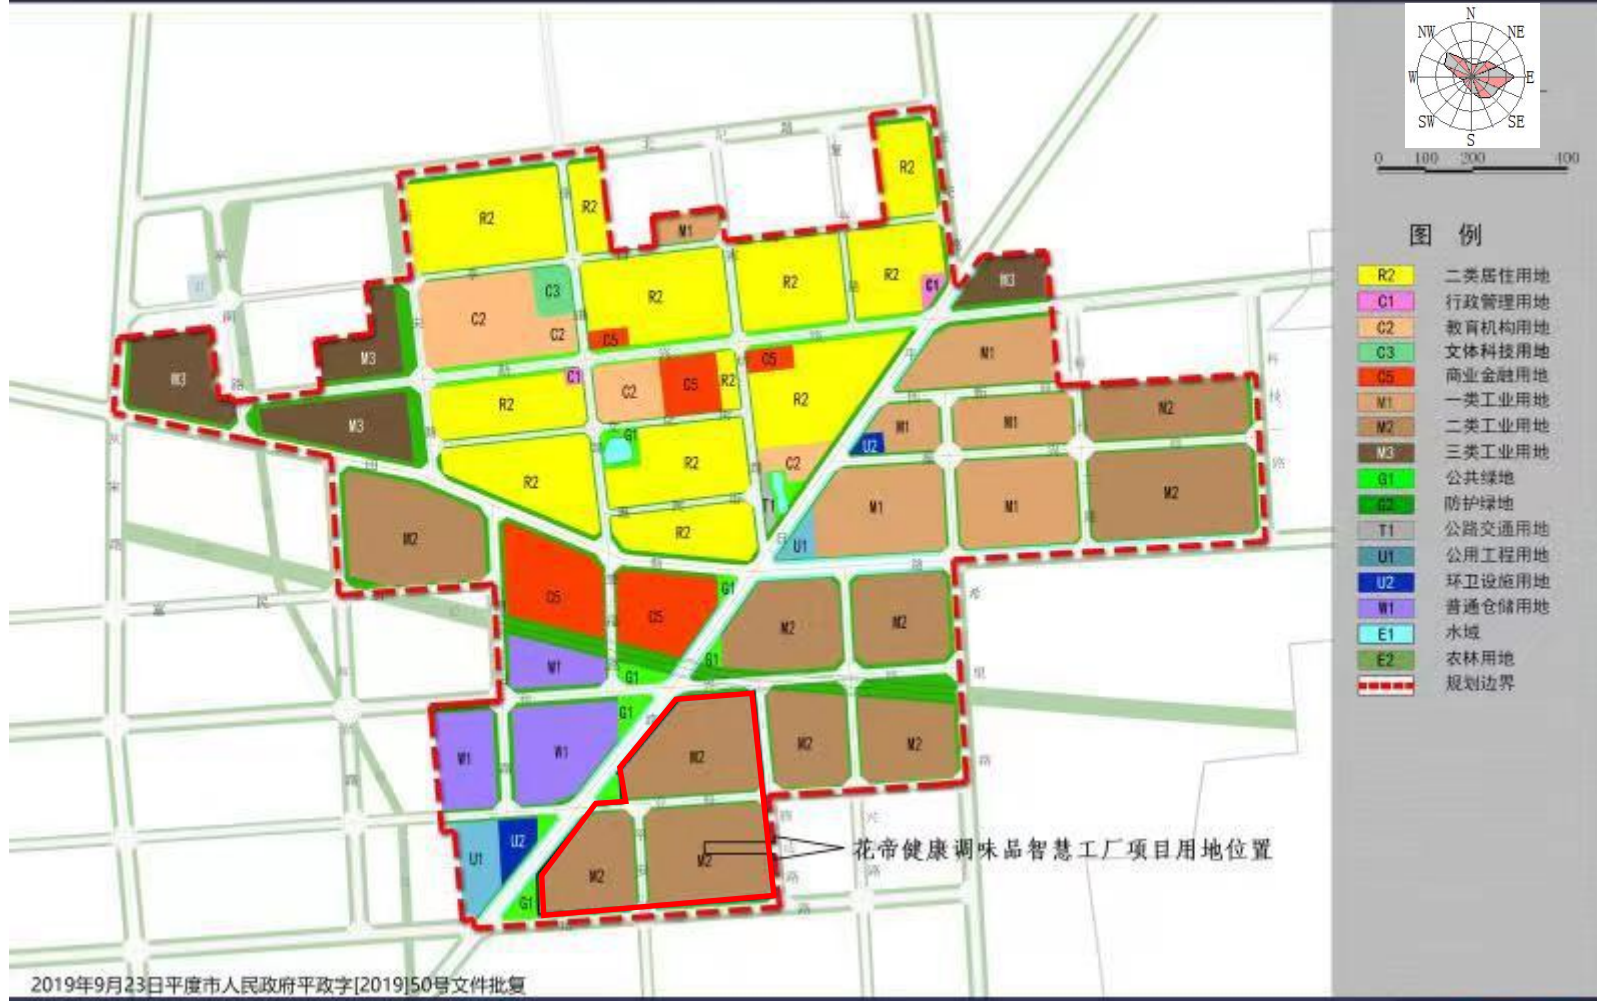 N
NW
NE
W
E
SW
SE
S
0 100 200 400
图 例
R2 二类居住用地
C1 行政管理用地
C2 教育机构用地
C3 文体科技用地
C5 商业金融用地
M1 一类工业用地
M2 二类工业用地
M3 三类工业用地
G1 公共绿地
G2 防护绿地
T1 公路交通用地
U1 公用工程用地
U2 环卫设施用地
W1 普通仓储用地
E1 水域
E2 农林用地
规划边界
R2
R2
R2
M1
R2
R2
R2
C1
M3
C3
C2
C2
C5
M3
M3
M1
C1
C2
C5
R2
C5
R2
R2
M2
M3
M1
M1
G1
U2
R2
C2
R2
M1
M1
M2
T1
R2
U1
M2
C5
C5
G1
M2
M2
富 民
W1
G1
G1
G1
W1
W1
M2
M2
M2
U1
U2
M2
M2
G1
花帝健康调味品智慧工厂项目用地位置
2019年9月23日平度市人民政府平政字[2019]50号文件批复